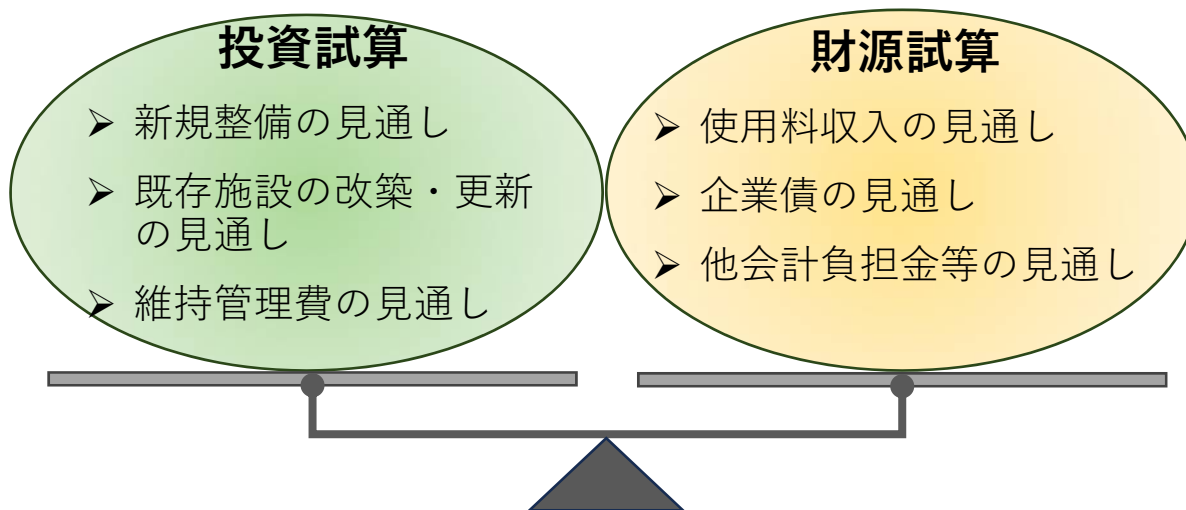 投資試算
➢ 新規整備の見通し
➢ 既存施設の改築・更新
の見通し
➢ 維持管理費の見通し
財源試算
➢ 使用料収入の見通し
➢ 企業債の見通し
➢ 他会計負担金等の見通し